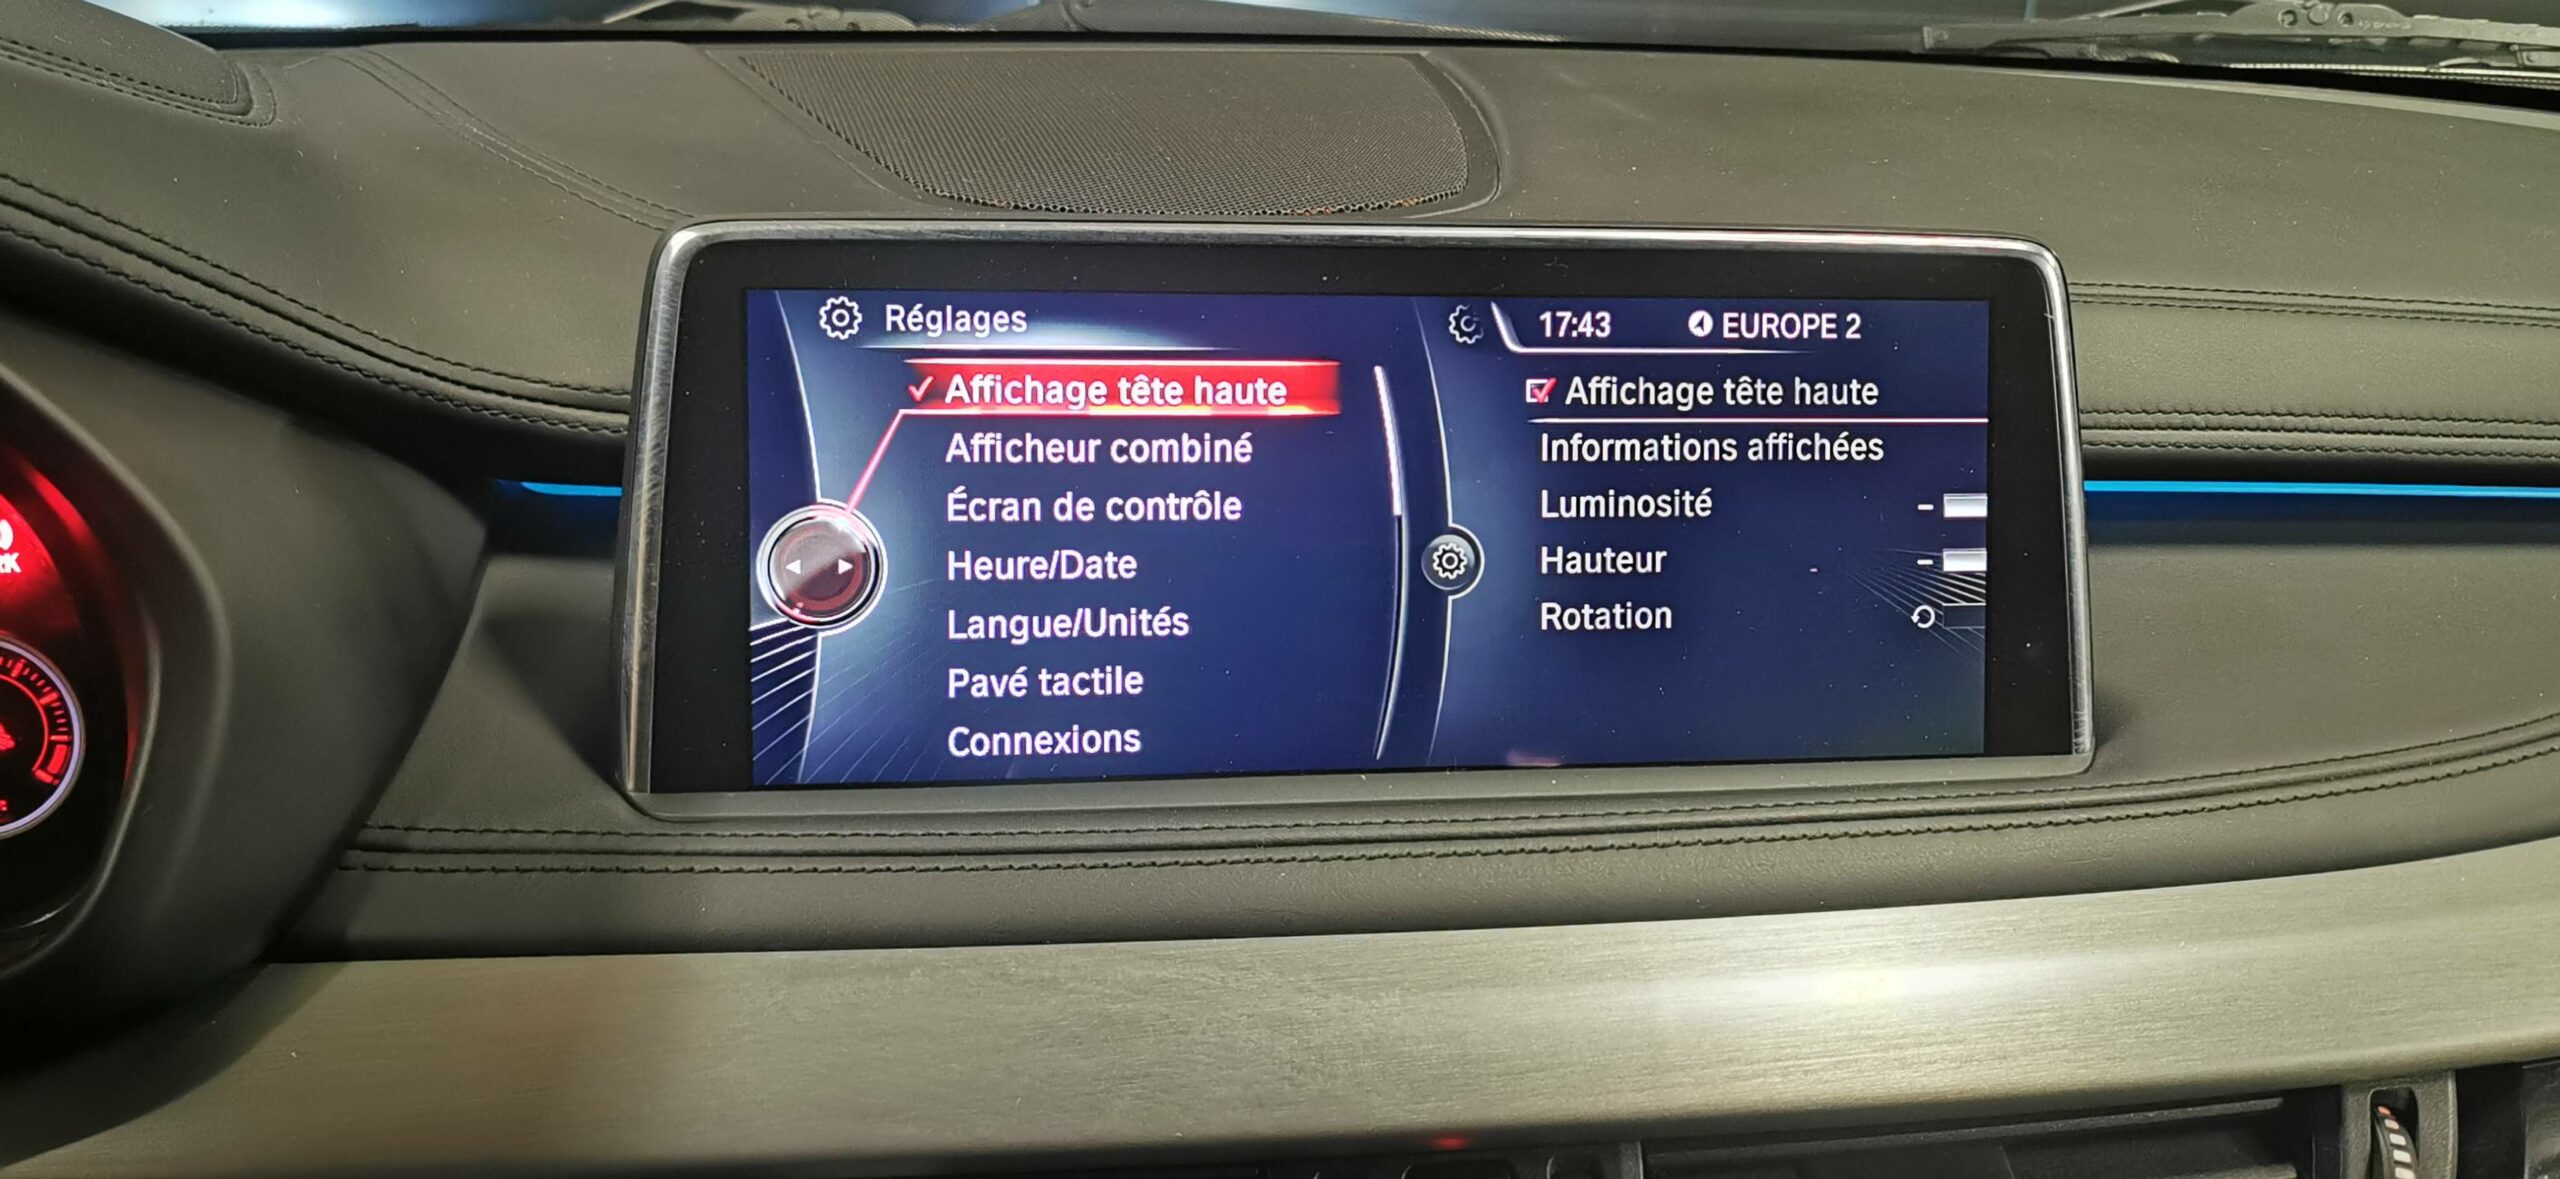 Réglages
17:43 EUROPE 2
Affichage tête haute
Afficheur combiné
Écran de contrôle
Heure/Date
Langue/Unités
Pavé tactile
Connexions
Affichage tête haute
Informations affichées
Luminosité
Hauteur
Rotation